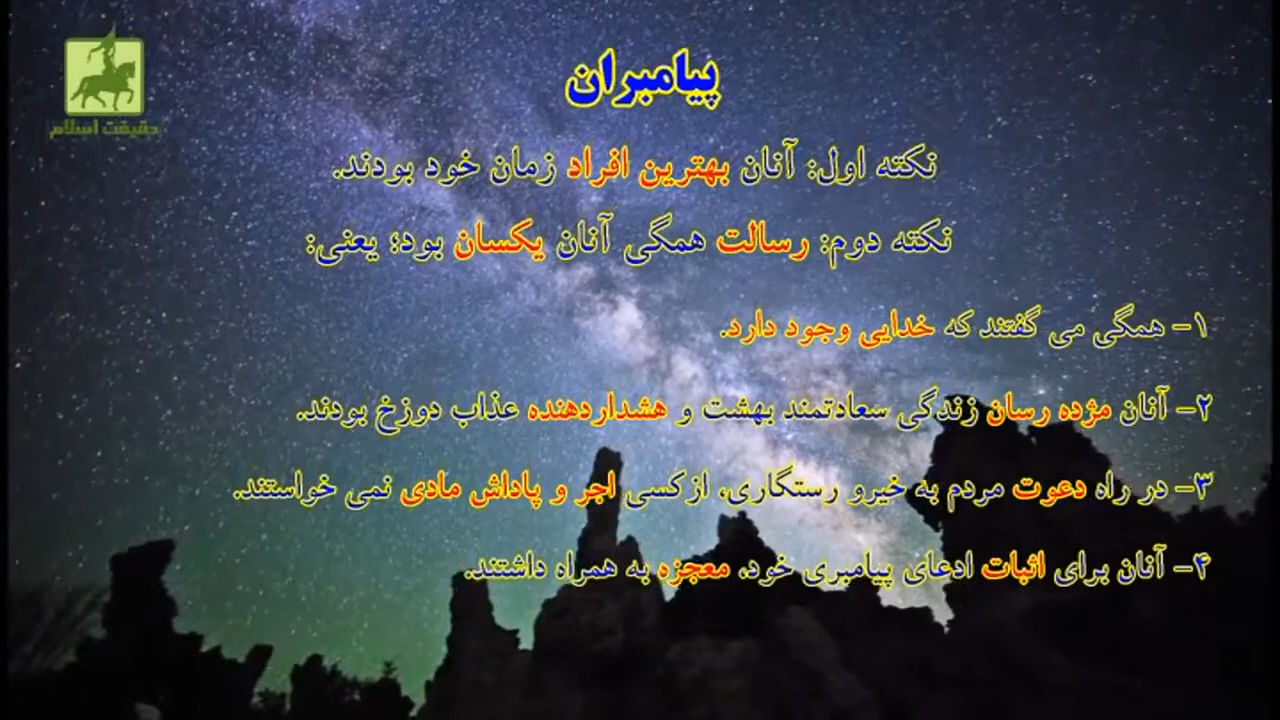 حقیقت اسلام
پیامبران
نکته اول: آنان بهترین افراد زمان خود بودند.
نکته دوم: رسالت همگی آنان یکسان بود؛ یعنی:
۱- همگی می گفتند که خدایی وجود دارد.
۲- آنان مژده رسان زندگی سعادتمند بهشت و هشداردهنده عذاب دوزخ بودند.
۳- در راه دعوت مردم به خیرو رستگاری، ازکسی اجر و پاداش مادی نمی خواستند.
۴- آنان برای اثبات ادعای پیامبری خود، معجزه به همراه داشتند.